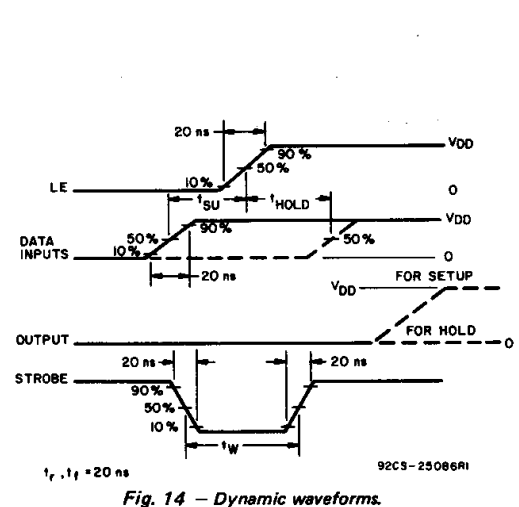 20 ns
VDD
90%
50%
10%
LE
0
tSU
tHOLD
VDD
90%
50%
DATA
INPUTS
50%
10%
0
20 ns
FOR SETUP
VDD
FOR HOLD
OUTPUT
0
20 ns
20 ns
STROBE
90%
50%
10%
tW
tr, tf = 20 ns
92CS-25086R1
Fig. 14 – Dynamic waveforms.